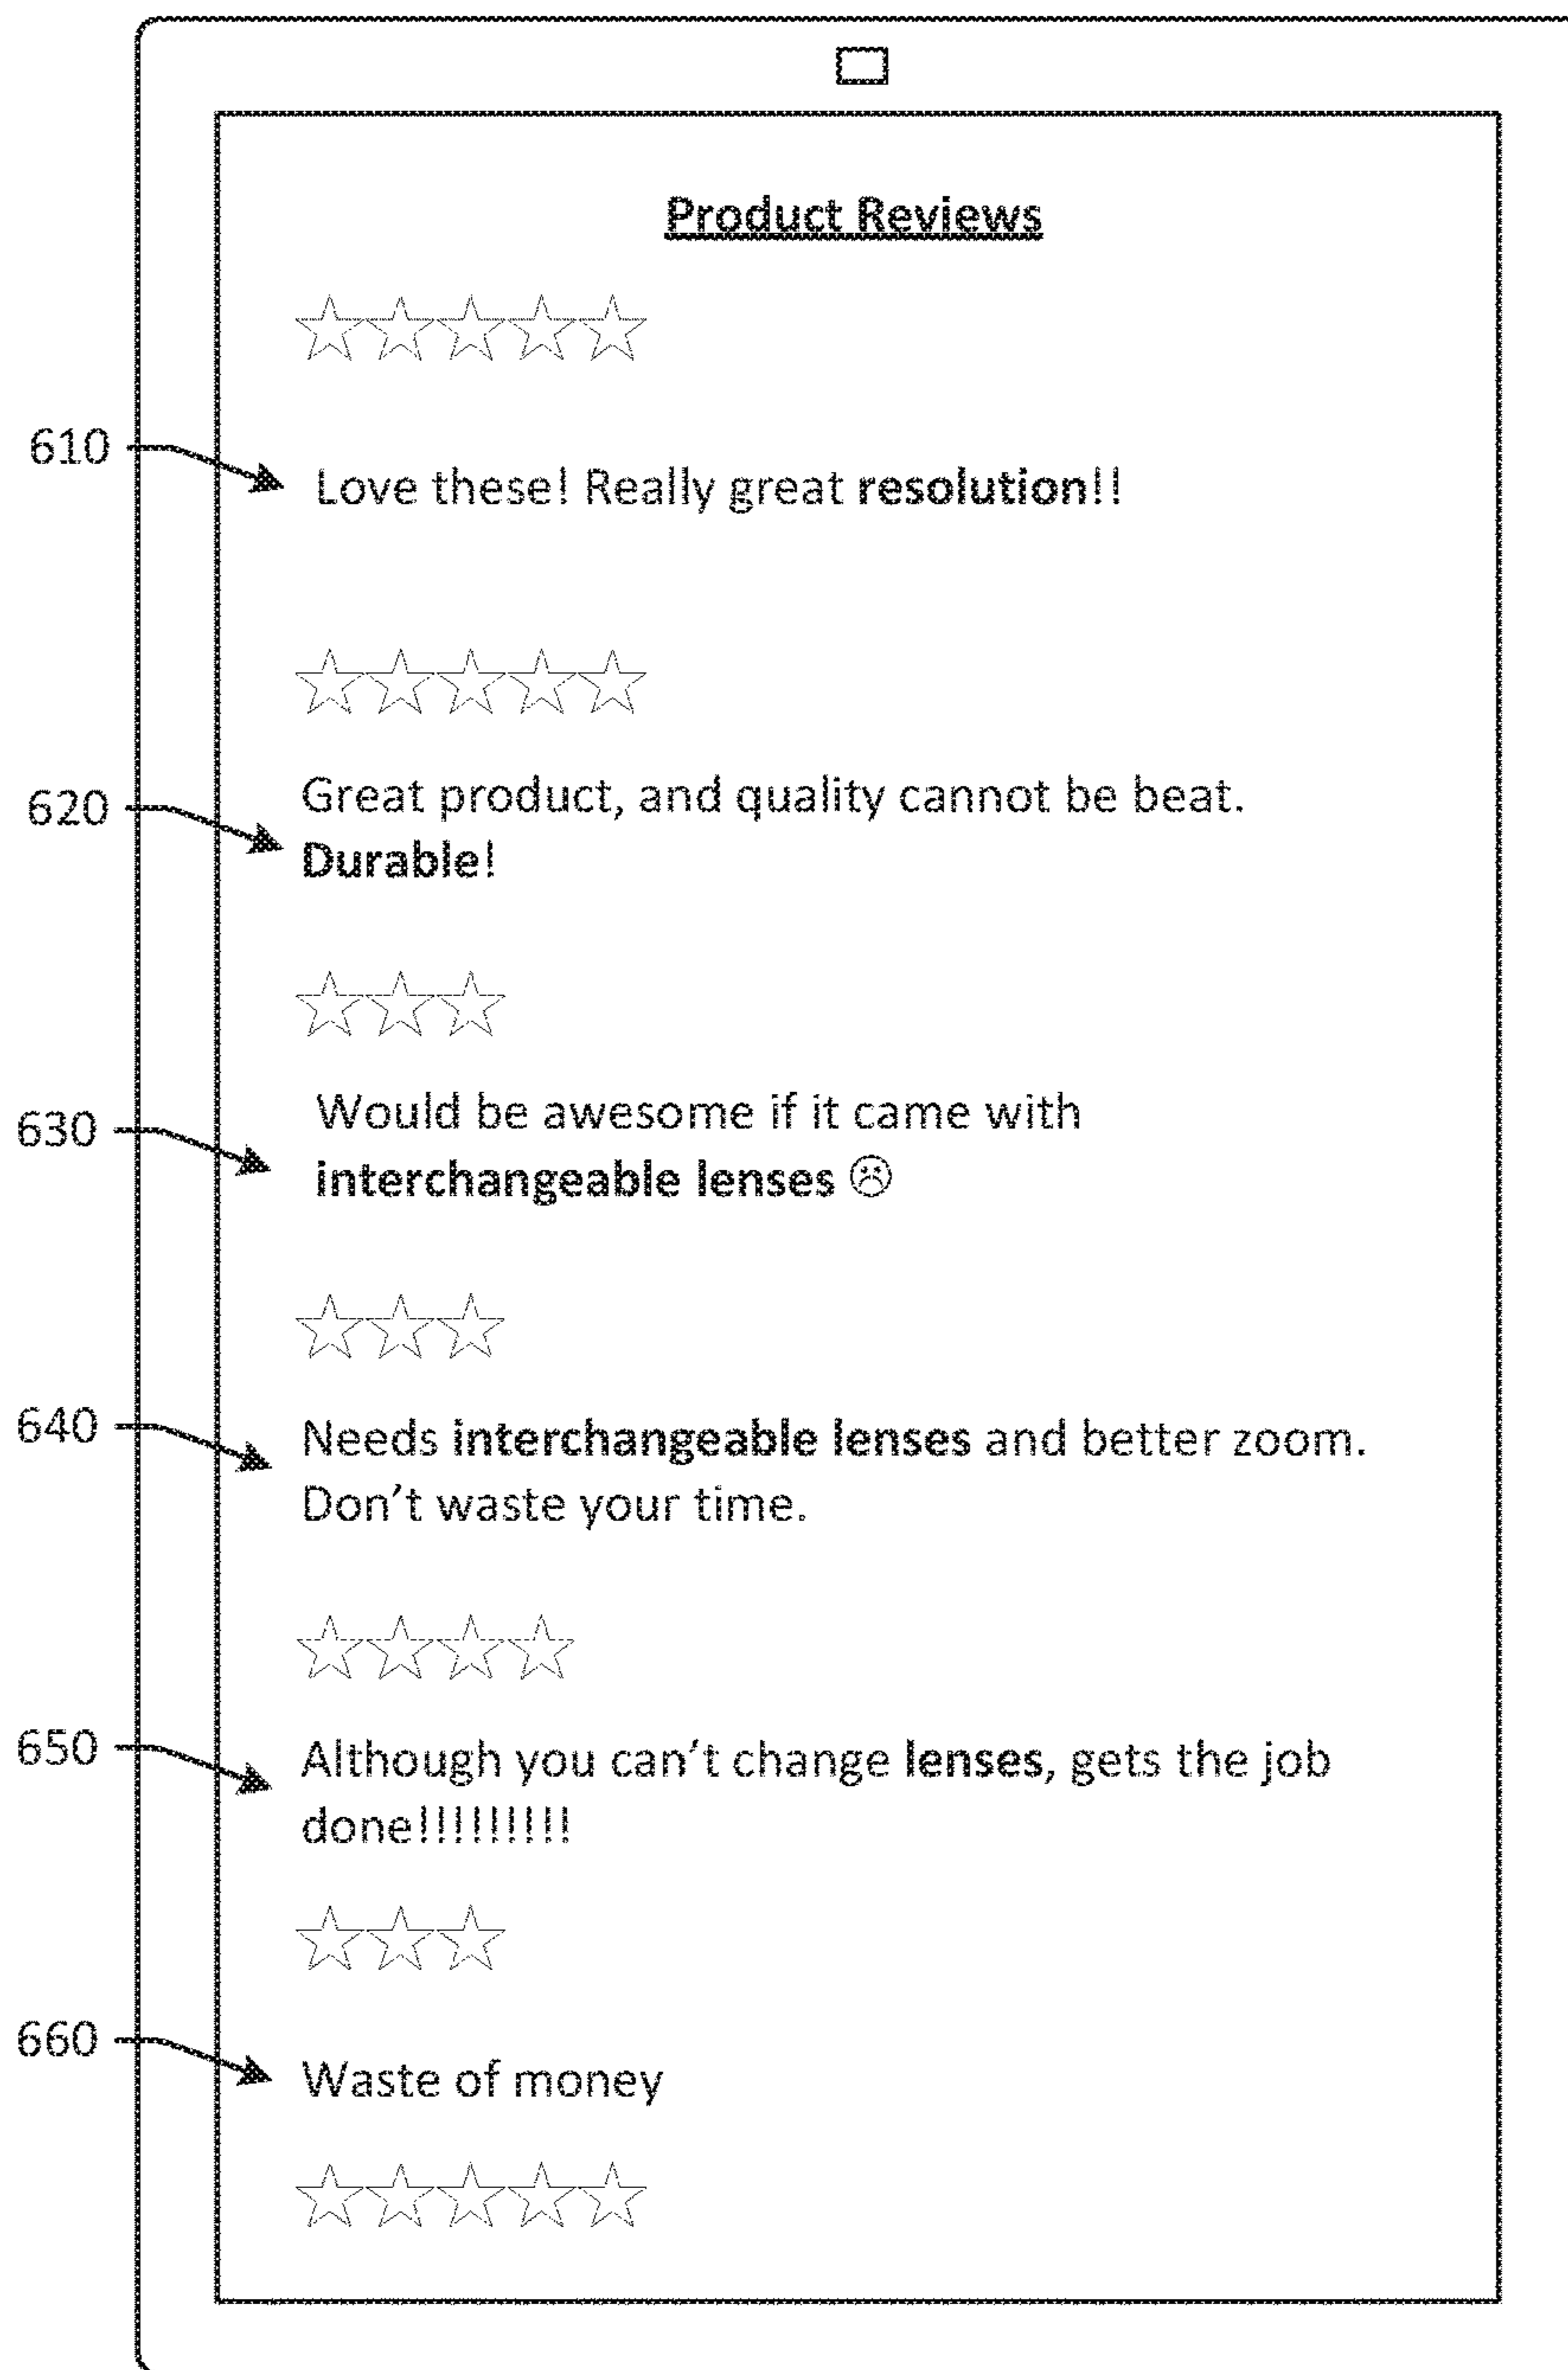 Product Reviews
☆☆☆☆☆
610
Love these! Really great resolution!!
☆☆☆☆☆
620
Great product, and quality cannot be beat.
Durable!
☆☆☆
630
Would be awesome if it came with
interchangeable lenses ☹
☆☆☆
640
Needs interchangeable lenses and better zoom.
Don't waste your time.
☆☆☆☆
650
Although you can't change lenses, gets the job
done!!!!!!!!!
☆☆☆
660
Waste of money
☆☆☆☆☆